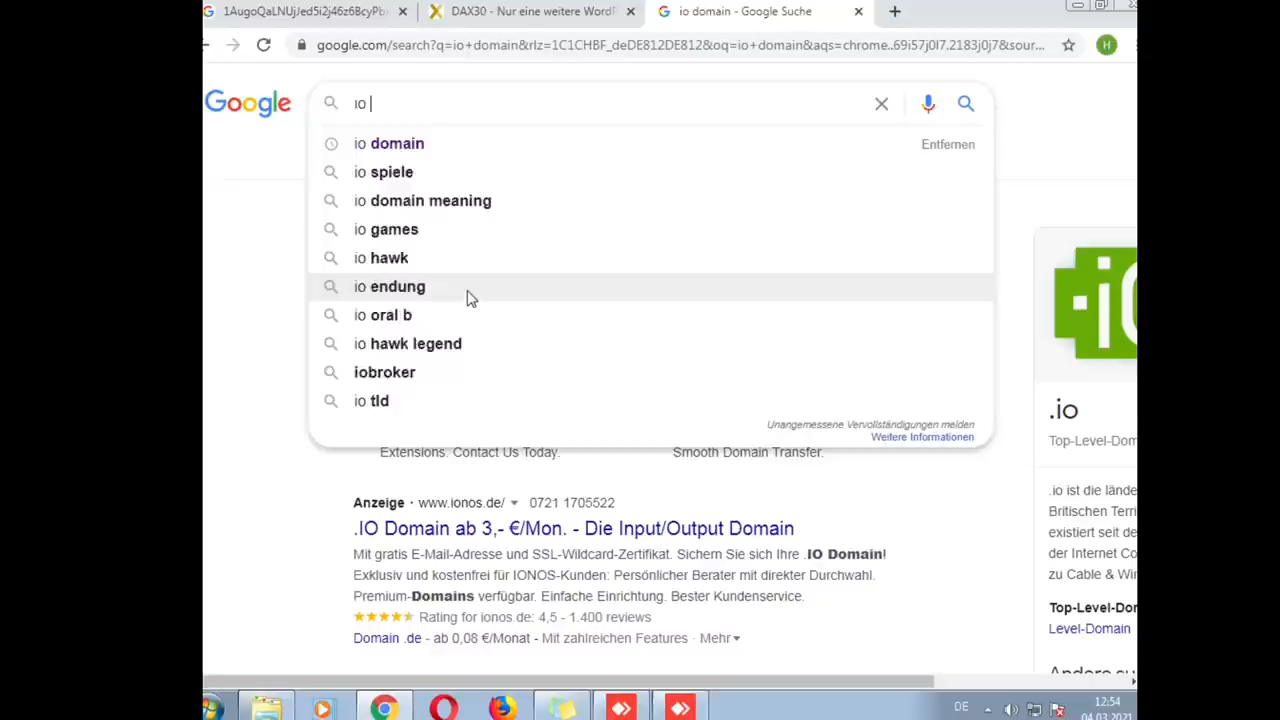 1AugoQaLNUjJed5i2j46z6BcyPb
DAX30 - Nur eine weitere WordP
io domain - Google Suche
google.com/search?q=io+domain&rlz=1C1CHBF_deDE812DE812&oq=io+domain&aqs=chrome..69i57j0l7.2183j0j7&sour...
H
Google
io
io domain
Entfernen
io spiele
io domain meaning
io games
io hawk
io endung
io oral b
io hawk legend
iobroker
io tld
Unangemessene Vervollständigungen melden
Weitere Informationen
Extensions. Contact Us Today.
Smooth Domain Transfer.
Anzeige · www.ionos.de/ 0721 1705522
.IO Domain ab 3,- €/Mon. - Die Input/Output Domain
Mit gratis E-Mail-Adresse und SSL-Wildcard-Zertifikat. Sichern Sie sich Ihre .IO Domain!
Exklusiv und kostenfrei für IONOS-Kunden: Persönlicher Berater mit direkter Durchwahl.
Premium-Domains verfügbar. Einfache Einrichtung. Bester Kundenservice.
Rating for ionos.de: 4,5 - 1.400 reviews
Domain .de - ab 0,08 €/Monat - Mit zahlreichen Features · Mehr
.io
Top-Level-Dom
.io ist die lände
Britischen Terri
existiert seit de
der Internet Co
zu Cable & Wir
Top-Level-Dor
Level-Domain
Andere su
DE
12:54
04.03.2021